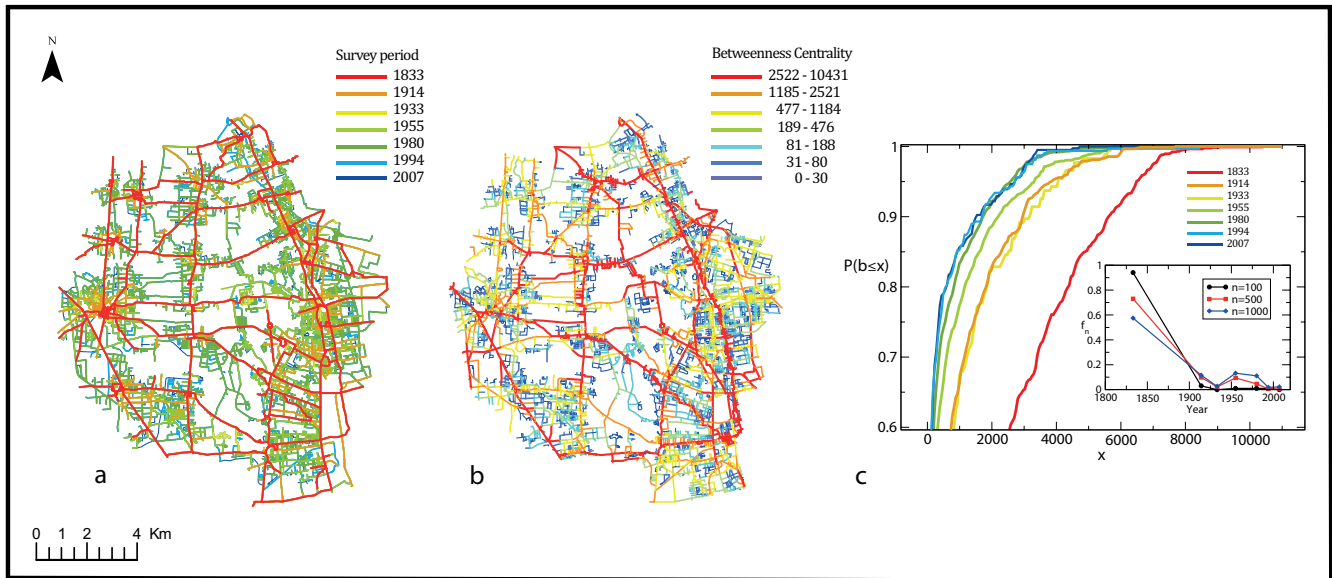 N
Survey period
1833
1914
1933
1955
1980
1994
2007
a
0 1 2 4 Km
Betweenness Centrality
2522 - 10431
1185 - 2521
477 - 1184
189 - 476
81 - 188
31 - 80
0 - 30
b
1
0.9
0.8
0.7
0.6
P(b≤x)
1833
1914
1933
1955
1980
1994
2007
1
0.8
0.6
0.4
0.2
0
fn
n=100
n=500
n=1000
1800 1850 1900 1950 2000
Year
0 2000 4000 6000 8000 10000
x
c